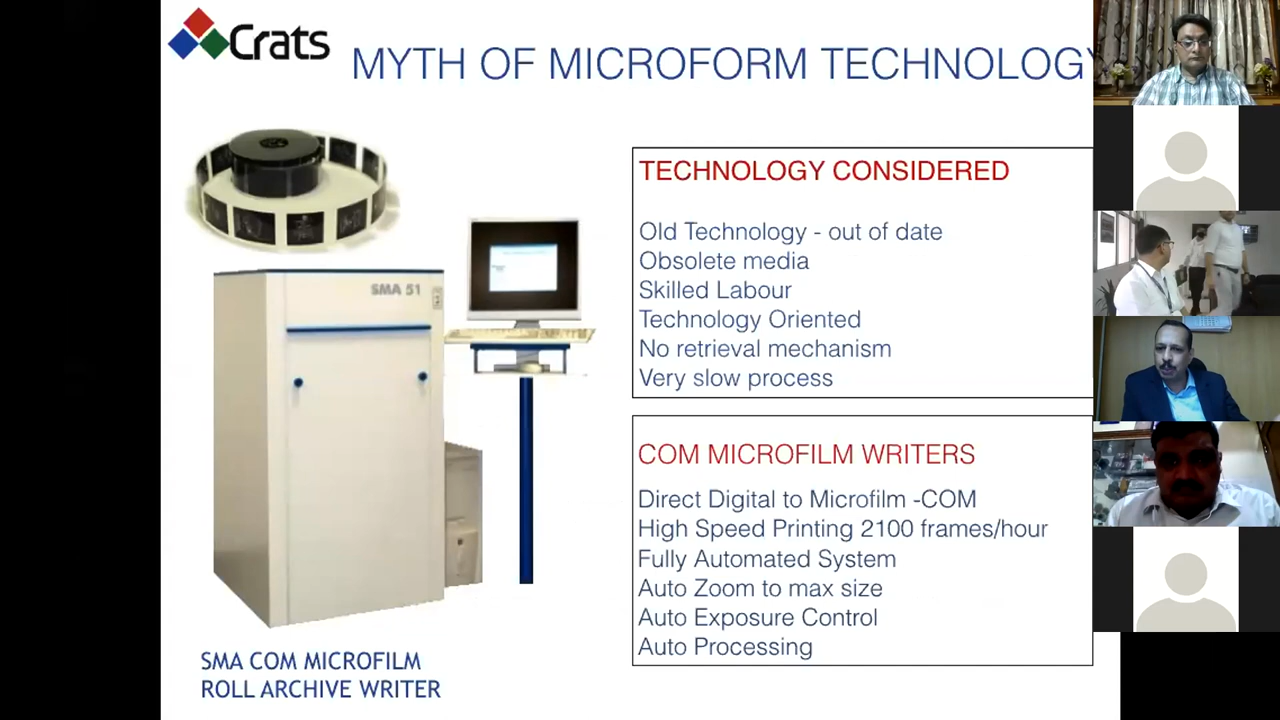 Crats
MYTH OF MICROFORM TECHNOLOGY
TECHNOLOGY CONSIDERED
Old Technology - out of date
Obsolete media
Skilled Labour
Technology Oriented
No retrieval mechanism
Very slow process
SMA 51
COM MICROFILM WRITERS
Direct Digital to Microfilm -COM
High Speed Printing 2100 frames/hour
Fully Automated System
Auto Zoom to max size
Auto Exposure Control
Auto Processing
SMA COM MICROFILM
ROLL ARCHIVE WRITER